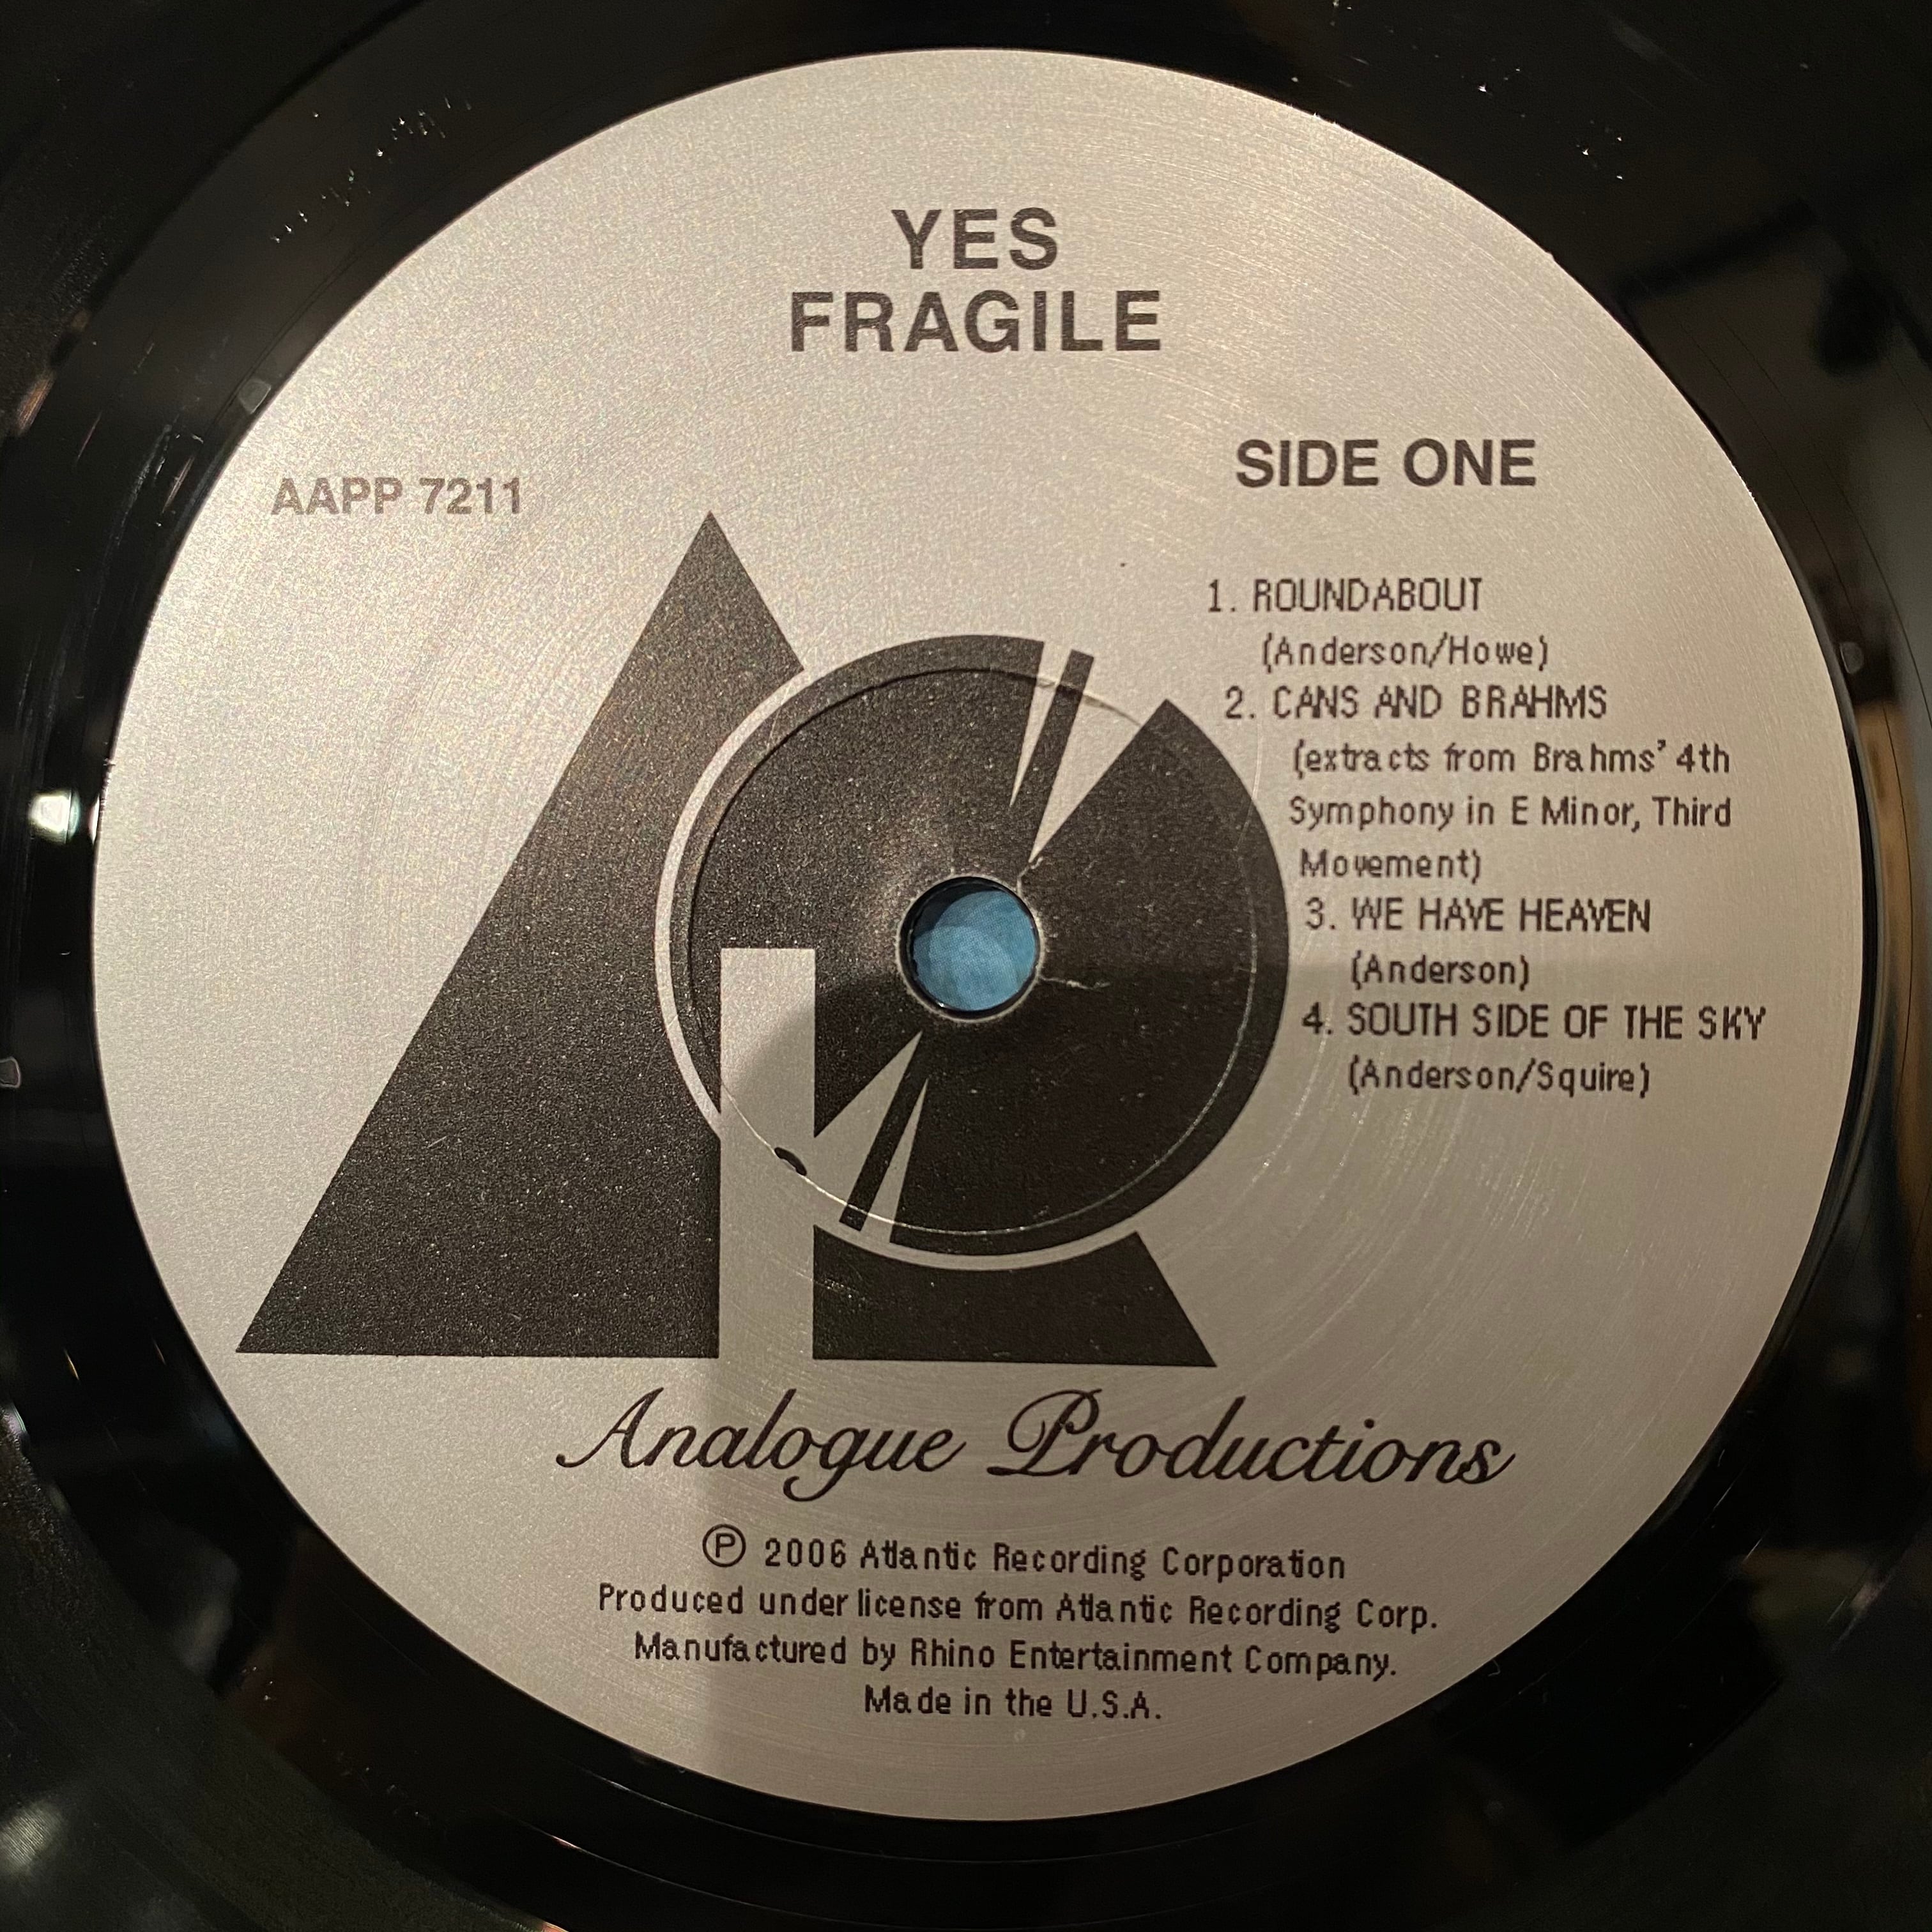 YES
FRAGILE
SIDE ONE
AAPP 7211
1. ROUNDABOUT
(Anderson/Howe)
2. CANS AND BRAHMS
(extracts from Brahms' 4th
Symphony in E Minor, Third
Movement)
3. WE HAVE HEAVEN
(Anderson)
4. SOUTH SIDE OF THE SKY
(Anderson/Squire)
Analogue Productions
℗ 2006 Atlantic Recording Corporation
Produced under license from Atlantic Recording Corp.
Manufactured by Rhino Entertainment Company.
Made in the U.S.A.